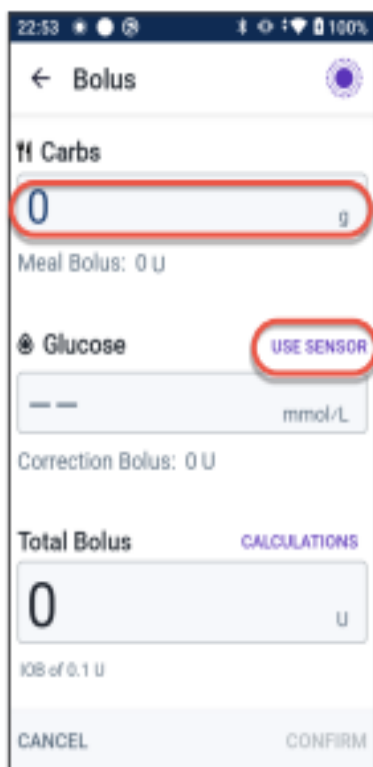 22:53 100%
Bolus
Carbs
0 g
Meal Bolus: 0 U
Glucose USE SENSOR
-- mmol/L
Correction Bolus: 0 U
Total Bolus CALCULATIONS
0 U
IOB of 0.1 U
CANCEL CONFIRM